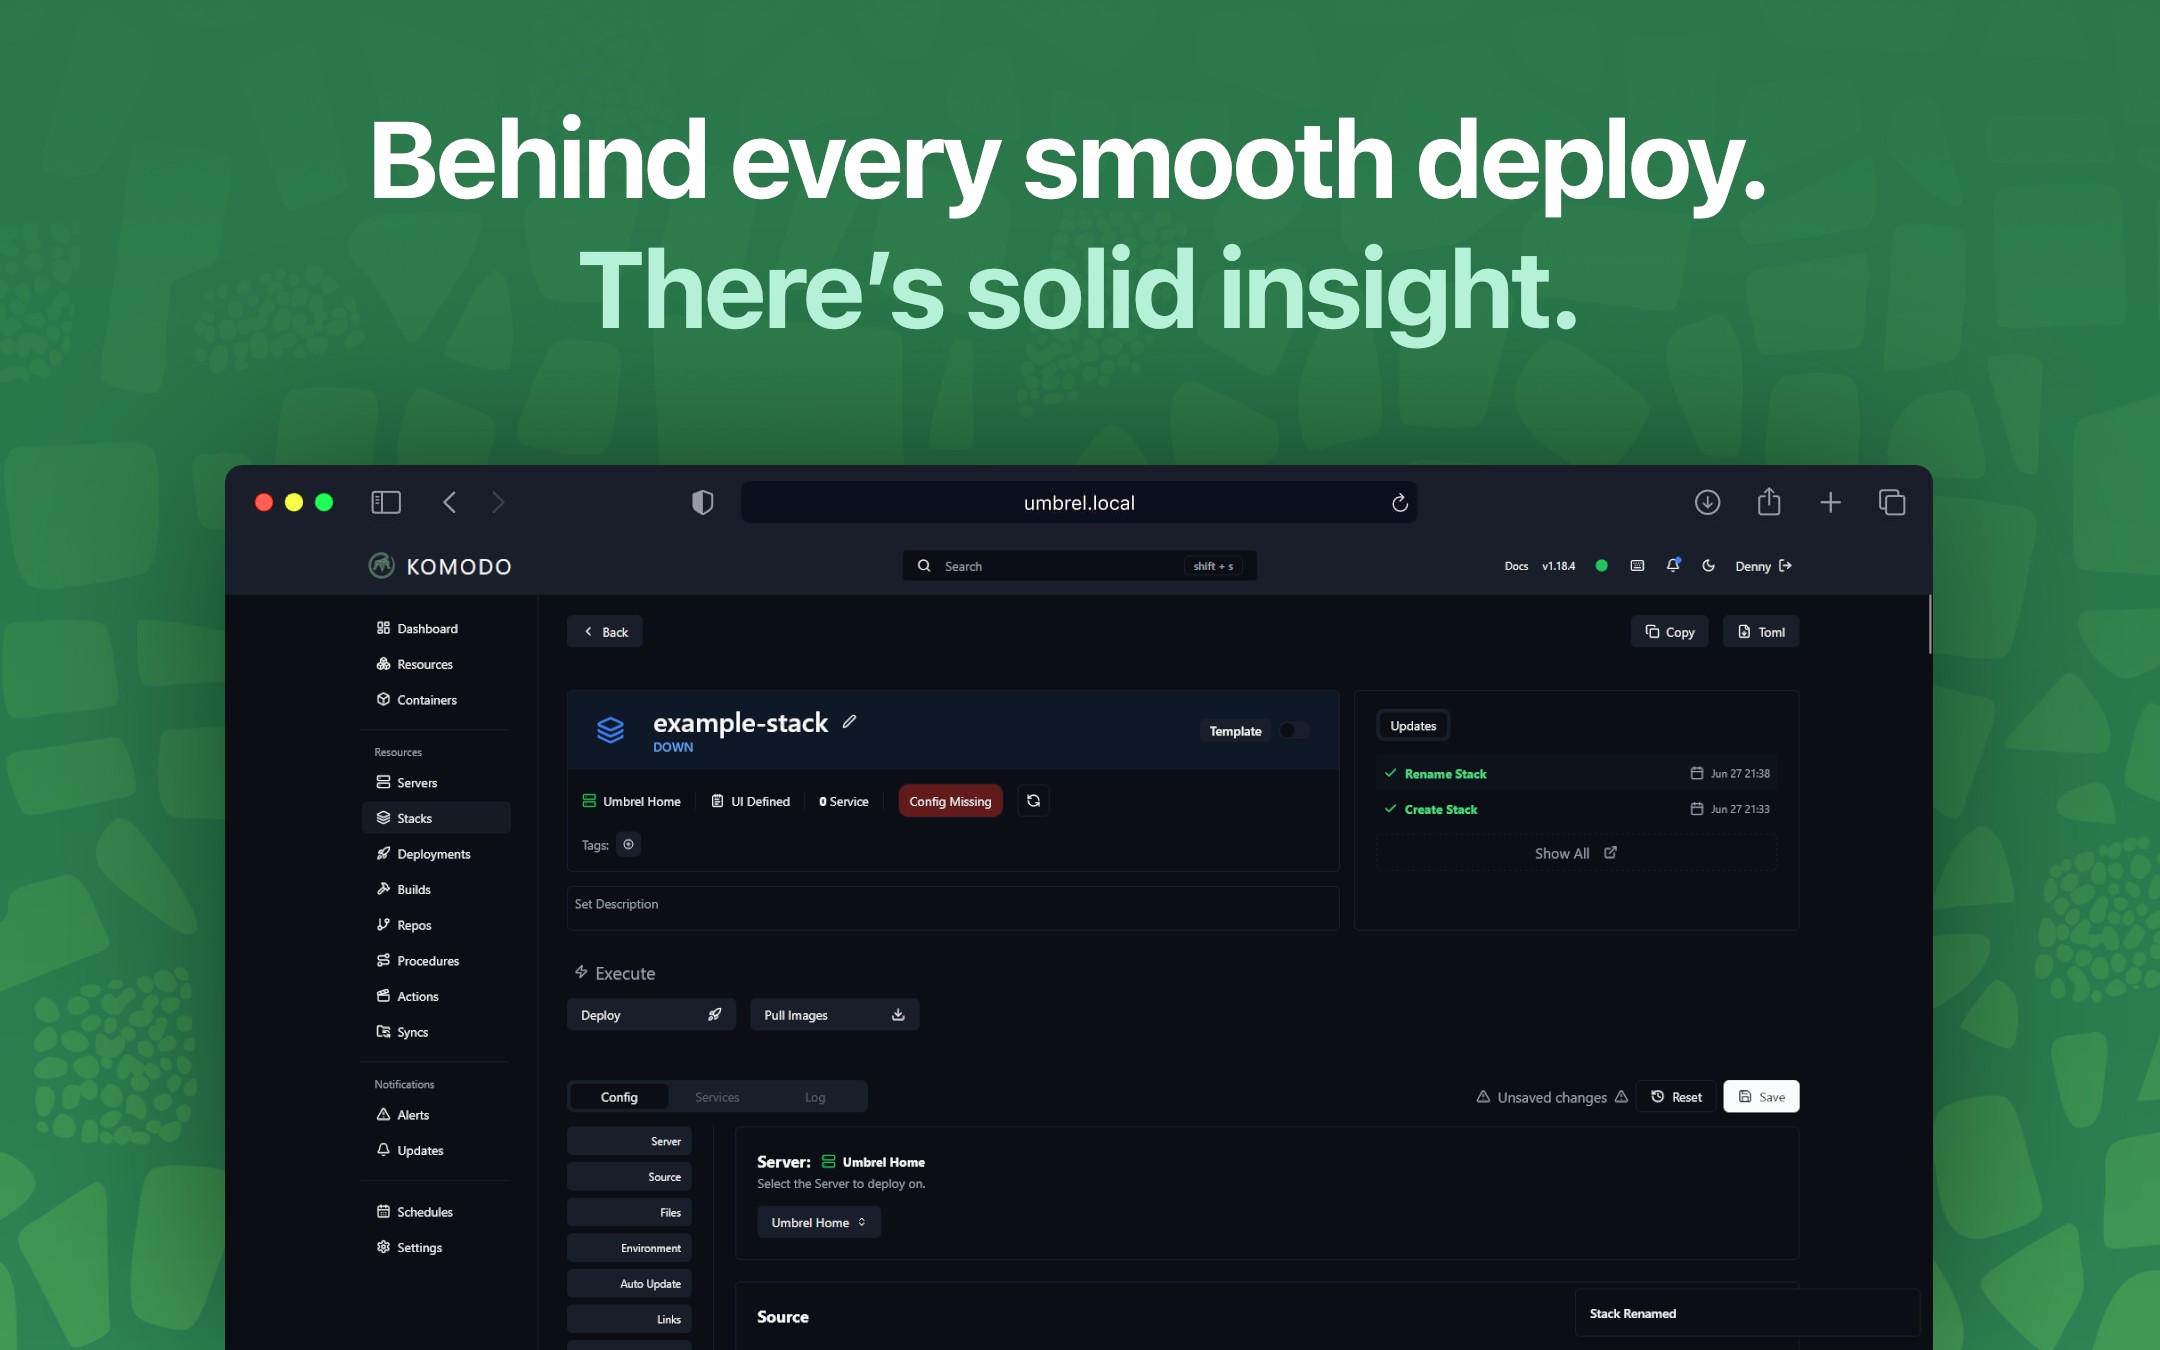 Behind every smooth deploy.
There’s solid insight.
umbrel.local
KOMODO
Search
shift + s
Docs
v1.18.4
Denny
Dashboard
Resources
Containers
Resources
Servers
Stacks
Deployments
Builds
Repos
Procedures
Actions
Syncs
Notifications
Alerts
Updates
Schedules
Settings
Back
Copy
Toml
example-stack
DOWN
Template
Umbrel Home
UI Defined
0 Service
Config Missing
Tags:
Set Description
Updates
Rename Stack
Jun 27 21:38
Create Stack
Jun 27 21:33
Show All
Execute
Deploy
Pull Images
Config
Services
Log
Unsaved changes
Reset
Save
Server
Source
Files
Environment
Auto Update
Links
Server: Umbrel Home
Select the Server to deploy on.
Umbrel Home
Source
Stack Renamed